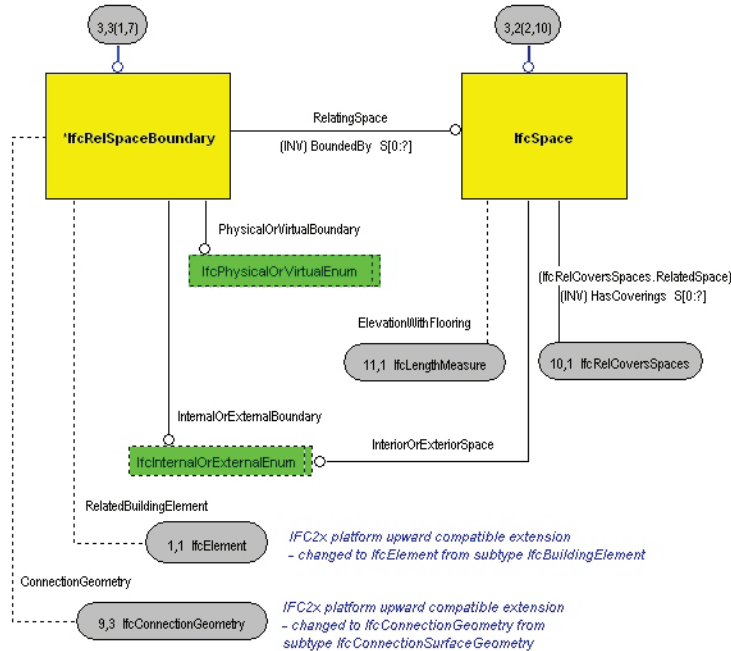 3,3(1,7)
3,2(2,10)
*IfcRelSpaceBoundary
RelatingSpace
(INV) BoundedBy S[0:?]
IfcSpace
PhysicalOrVirtualBoundary
IfcPhysicalOrVirtualEnum
(IfcRelCoversSpaces.RelatedSpace)
(INV) HasCoverings S[0:?]
ElevationWithFlooring
11,1 IfcLengthMeasure
10,1 IfcRelCoversSpaces
InternalOrExternalBoundary
IfcInternalOrExternalEnum
InteriorOrExteriorSpace
RelatedBuildingElement
1,1 IfcElement
IFC2x platform upward compatible extension
– changed to IfcElement from subtype IfcBuildingElement
ConnectionGeometry
9,3 IfcConnectionGeometry
IFC2x platform upward compatible extension
– changed to IfcConnectionGeometry from
subtype IfcConnectionSurfaceGeometry